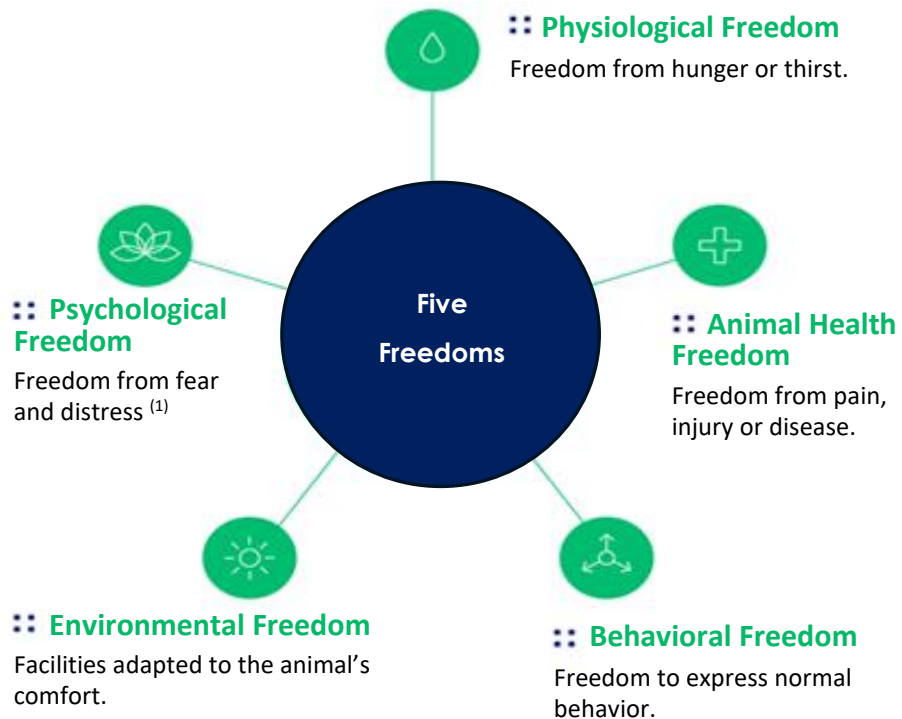 :: Physiological Freedom
Freedom from hunger or thirst.
Five
Freedoms
:: Psychological
Freedom
Freedom from fear
and distress (1)
:: Animal Health
Freedom
Freedom from pain,
injury or disease.
:: Environmental Freedom
Facilities adapted to the animal’s
comfort.
:: Behavioral Freedom
Freedom to express normal
behavior.